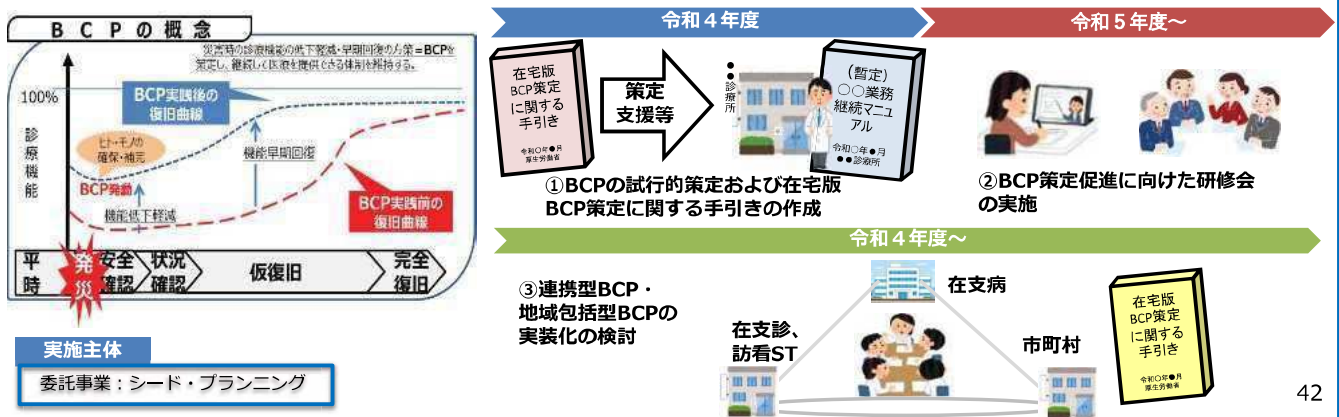 BCPの概念
災害時の診療機能の低下軽減・早期回復の方策=BCPを
策定し、継続して医療を提供できる体制を維持する。
100%
診療機能
BCP実践後の
復旧曲線
ヒト・モノの
確保・補完
BCP発動
機能早期回復
機能低下軽減
BCP実践前の
復旧曲線
平時
発災
安全
確認
状況
確認
仮復旧
完全
復旧
実施主体
委託事業：シード・プランニング
令和４年度
令和５年度～
在宅版
BCP策定
に関する
手引き
令和〇年●月
厚生労働省
策定
支援等
●●診療所
（暫定）
〇〇業務
継続マニュ
アル
令和〇年●月
●●診療所
①BCPの試行的策定および在宅版
BCP策定に関する手引きの作成
②BCP策定促進に向けた研修会
の実施
令和４年度～
③連携型BCP・
地域包括型BCPの
実装化の検討
在支病
在支診、
訪看ST
市町村
在宅版
BCP策定
に関する
手引き
令和〇年●月
厚生労働省
42